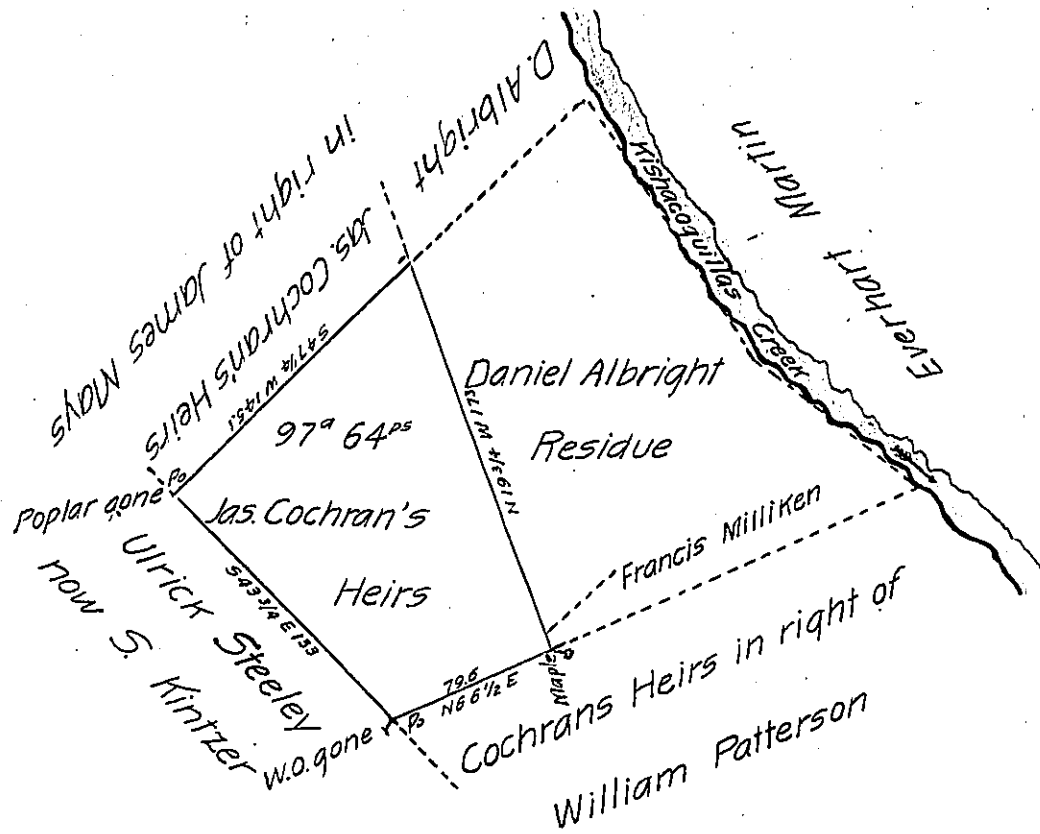 D. Albright
in right of James Mays
Jas. Cochran's Heirs
S 47 1/4 W 145.1
Kishacoquillas Creek
Everhart Martin
Daniel Albright
Residue
N 19 3/4 W 173
97a 64ps
Jas. Cochran's
Heirs
Poplar gone Po
Ulrick Steeley
now S. Kintzer
S 43 3/4 E 133
W.O. gone Po
79.6
N 66 1/2 E
Maple
Francis Milliken
Cochrans Heirs in right of
William Patterson